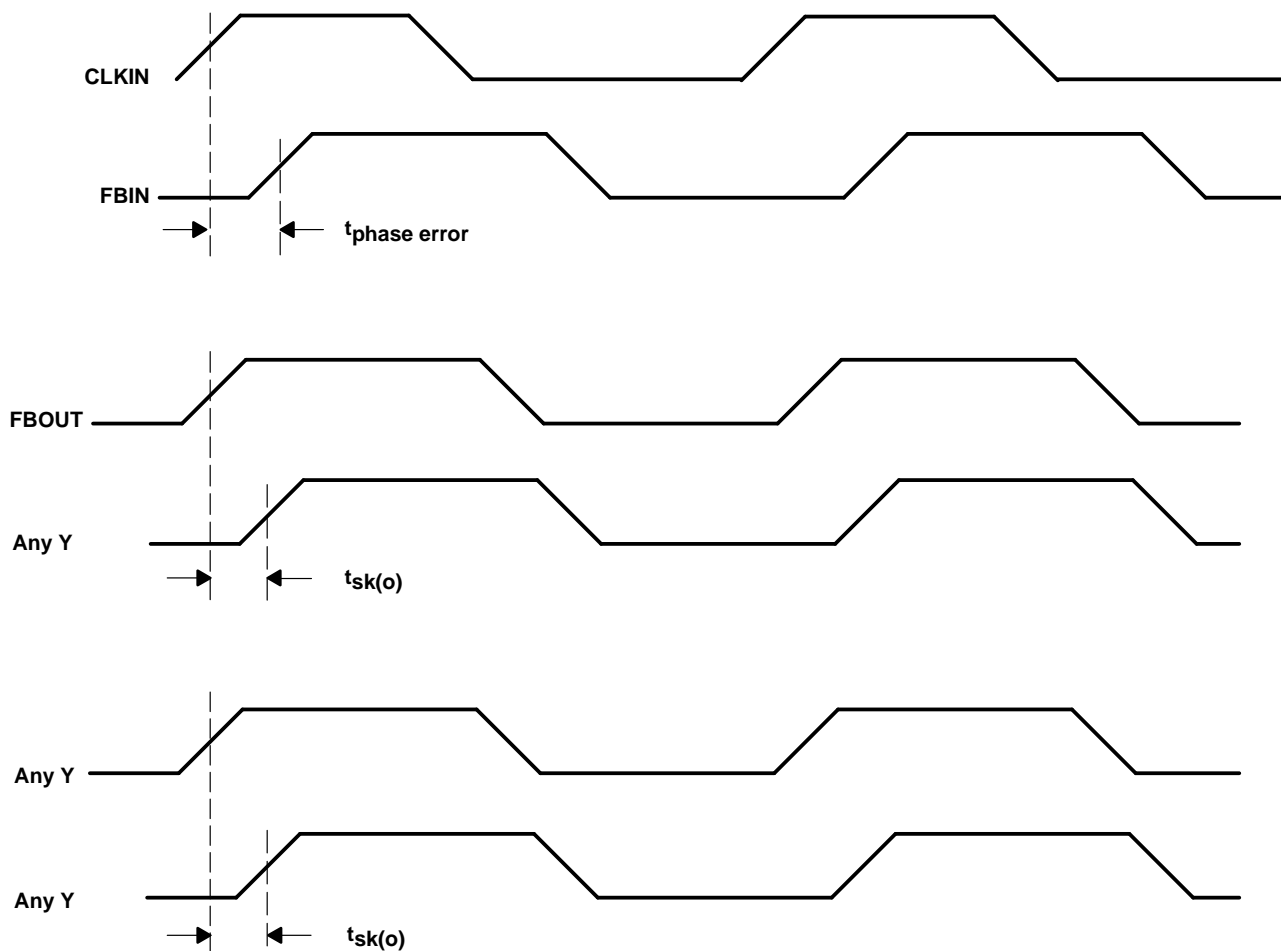 CLKIN
FBIN
tphase error
FBOUT
Any Y
tsk(o)
Any Y
Any Y
tsk(o)